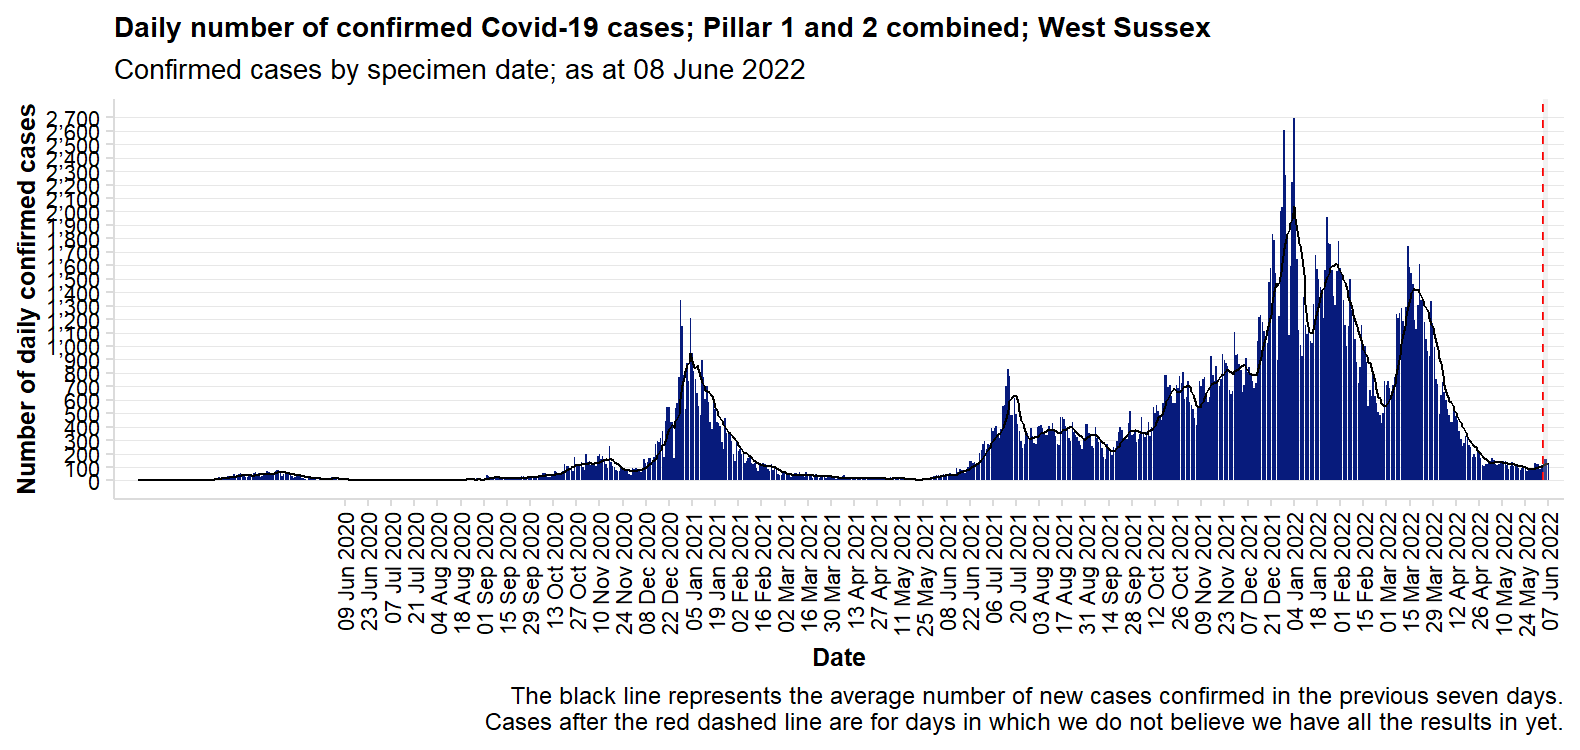 Daily number of confirmed Covid-19 cases; Pillar 1 and 2 combined; West Sussex
Confirmed cases by specimen date; as at 08 June 2022
Number of daily confirmed cases
2,700
2,600
2,500
2,400
2,300
2,200
2,100
2,000
1,900
1,800
1,700
1,600
1,500
1,400
1,300
1,200
1,100
1,000
900
800
700
600
500
400
300
200
100
0
09 Jun 2020
23 Jun 2020
07 Jul 2020
21 Jul 2020
04 Aug 2020
18 Aug 2020
01 Sep 2020
15 Sep 2020
29 Sep 2020
13 Oct 2020
27 Oct 2020
10 Nov 2020
24 Nov 2020
08 Dec 2020
22 Dec 2020
05 Jan 2021
19 Jan 2021
02 Feb 2021
16 Feb 2021
02 Mar 2021
16 Mar 2021
30 Mar 2021
13 Apr 2021
27 Apr 2021
11 May 2021
25 May 2021
08 Jun 2021
22 Jun 2021
06 Jul 2021
20 Jul 2021
03 Aug 2021
17 Aug 2021
31 Aug 2021
14 Sep 2021
28 Sep 2021
12 Oct 2021
26 Oct 2021
09 Nov 2021
23 Nov 2021
07 Dec 2021
21 Dec 2021
04 Jan 2022
18 Jan 2022
01 Feb 2022
15 Feb 2022
01 Mar 2022
15 Mar 2022
29 Mar 2022
12 Apr 2022
26 Apr 2022
10 May 2022
24 May 2022
07 Jun 2022
Date
The black line represents the average number of new cases confirmed in the previous seven days.
Cases after the red dashed line are for days in which we do not believe we have all the results in yet.